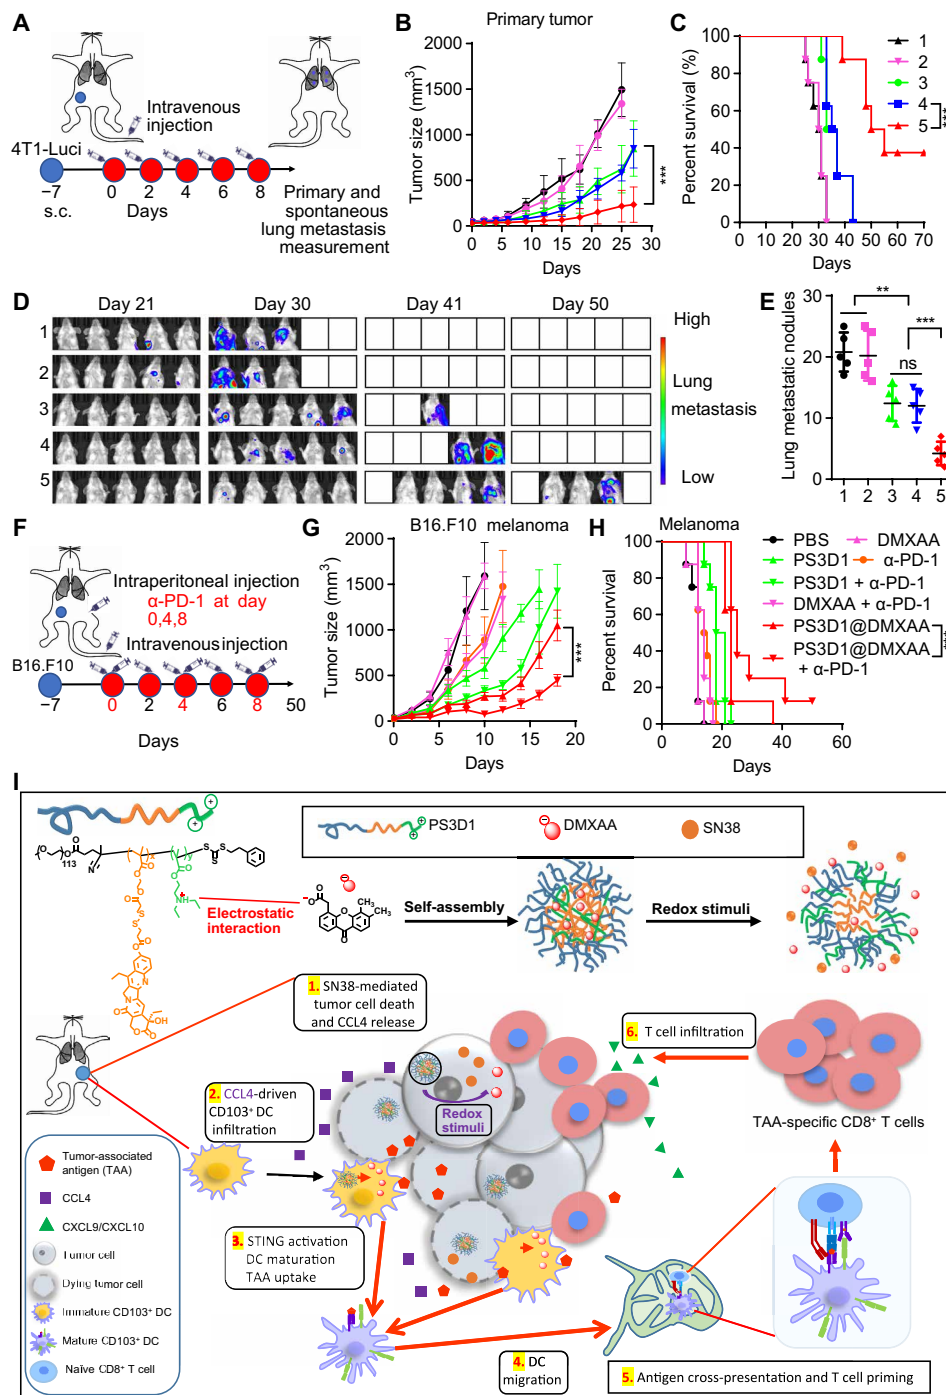 A
Intravenous
injection
4T1-Luci
−7
0
2
4
6
8
s.c.
Days
Primary and
spontaneous
lung metastasis
measurement
B
Primary tumor
Tumor size (mm³)
2000
1500
1000
500
0
0 5 10 15 20 25 30
Days
***
C
Percent survival (%)
100
80
60
40
20
0
0 10 20 30 40 50 60 70
Days
1
2
3
4
5
***
D
Day 21
Day 30
Day 41
Day 50
1
2
3
4
5
High
Lung
metastasis
Low
E
Lung metastatic nodules
30
20
10
0
1 2 3 4 5
**
***
ns
F
Intraperitoneal injection
α-PD-1 at day
0,4,8
Intravenous injection
B16.F10
−7
0 2 4 6 8 50
Days
G
B16.F10 melanoma
Tumor size (mm³)
2000
1500
1000
500
0
0 5 10 15 20
Days
***
H
Melanoma
Percent survival
100
80
60
40
20
0
0 20 40 60
Days
PBS DMXAA
PS3D1 α-PD-1
PS3D1 + α-PD-1
DMXAA + α-PD-1
PS3D1@DMXAA
PS3D1@DMXAA
+ α-PD-1
***
I
PS3D1
DMXAA
SN38
113
Electrostatic
interaction
Self-assembly
Redox stimuli
1. SN38-mediated
tumor cell death
and CCL4 release
2. CCL4-driven
CD103⁺ DC
infiltration
Redox
stimuli
6. T cell infiltration
TAA-specific CD8⁺ T cells
3. STING activation
DC maturation
TAA uptake
4. DC
migration
5. Antigen cross-presentation and T cell priming
Tumor-associated
antigen (TAA)
CCL4
CXCL9/CXCL10
Tumor cell
Dying tumor cell
Immature CD103⁺ DC
Mature CD103⁺ DC
Naïve CD8⁺ T cell